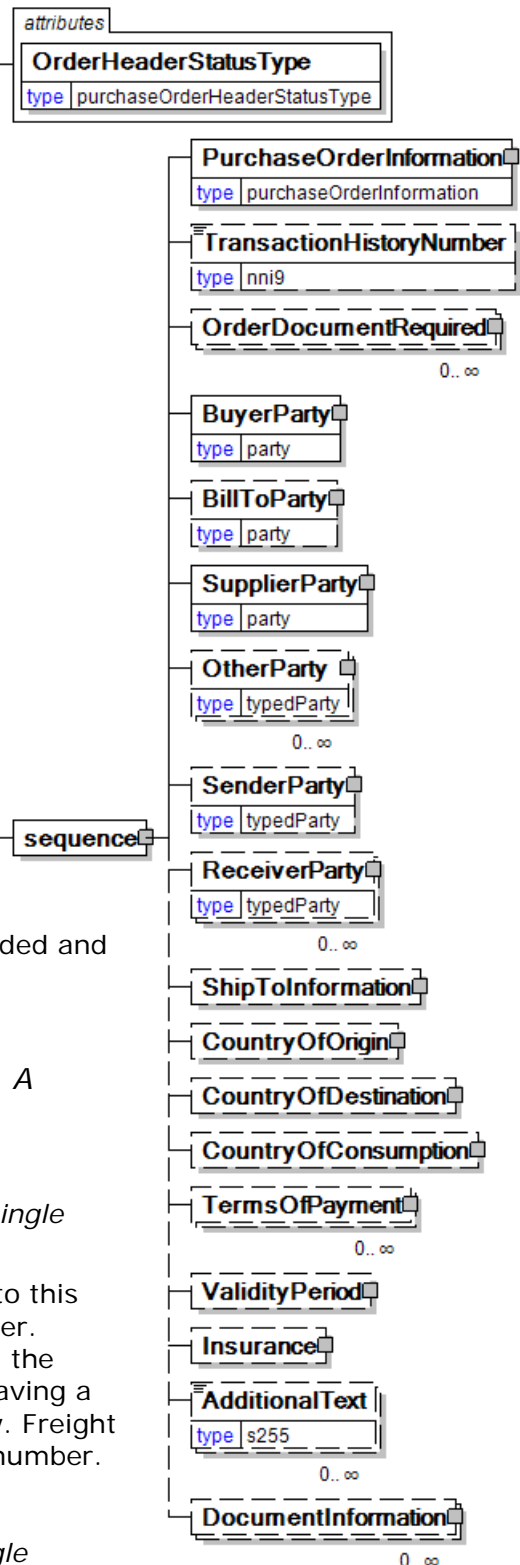 attributes
OrderHeaderStatusType
type purchaseOrderHeaderStatusType
PurchaseOrderInformation
type purchaseOrderInformation
TransactionHistoryNumber
type nni9
OrderDocumentRequired
0.. ∞
BuyerParty
type party
BillToParty
type party
SupplierParty
type party
OtherParty
type typedParty
0.. ∞
SenderParty
type typedParty
sequence
ReceiverParty
type typedParty
0.. ∞
ded and
ShipToInformation
CountryOfOrigin
A
CountryOfDestination
CountryOfConsumption
ingle
TermsOfPayment
0.. ∞
to this
ValidityPeriod
er.
the
Insurance
aving a
AdditionalText
type s255
. Freight
number.
0.. ∞
DocumentInformation
gle
0.. ∞